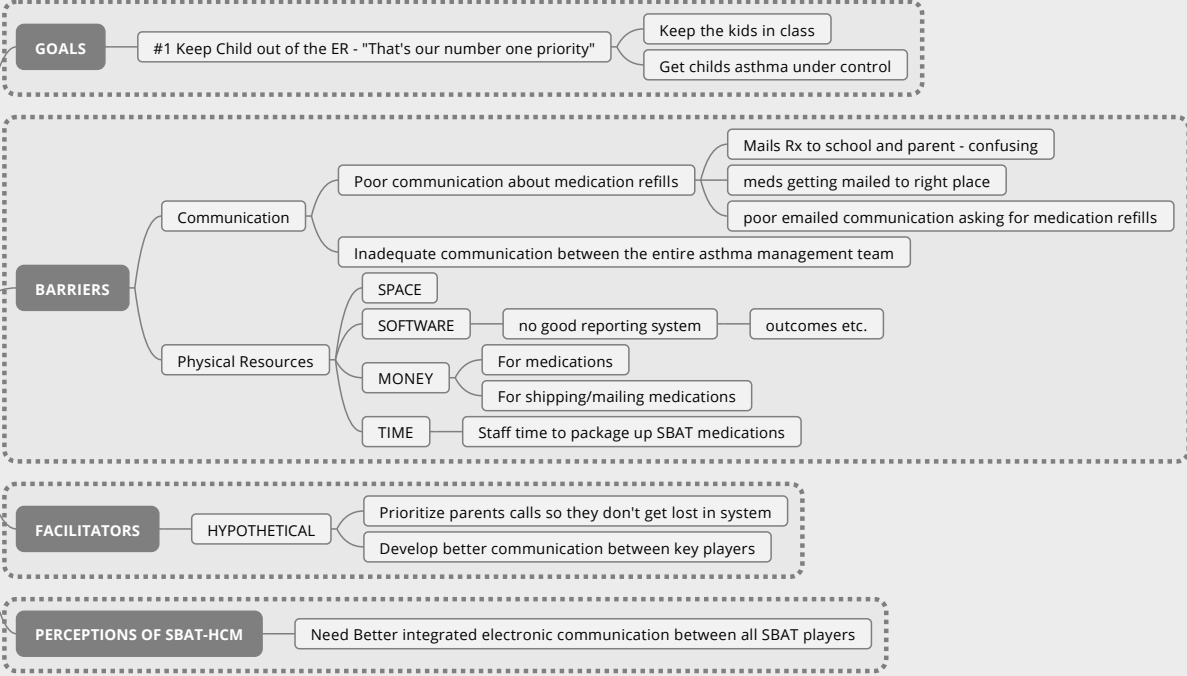 GOALS
#1 Keep Child out of the ER - "That's our number one priority"
Keep the kids in class
Get childs asthma under control
BARRIERS
Communication
Poor communication about medication refills
Mails Rx to school and parent - confusing
meds getting mailed to right place
poor emailed communication asking for medication refills
Inadequate communication between the entire asthma management team
Physical Resources
SPACE
SOFTWARE
no good reporting system
outcomes etc.
MONEY
For medications
For shipping/mailing medications
TIME
Staff time to package up SBAT medications
FACILITATORS
HYPOTHETICAL
Prioritize parents calls so they don't get lost in system
Develop better communication between key players
PERCEPTIONS OF SBAT-HCM
Need Better integrated electronic communication between all SBAT players